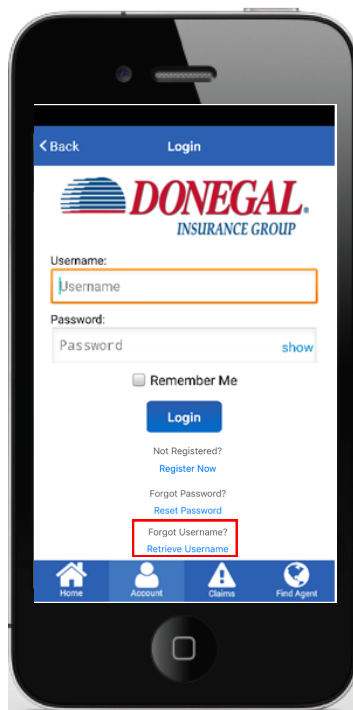 Back
Login
DONEGAL.
INSURANCE GROUP
Username:
Username
Password:
Password
show
Remember Me
Login
Not Registered?
Register Now
Forgot Password?
Reset Password
Forgot Username?
Retrieve Username
Home
Account
Claims
Find Agent